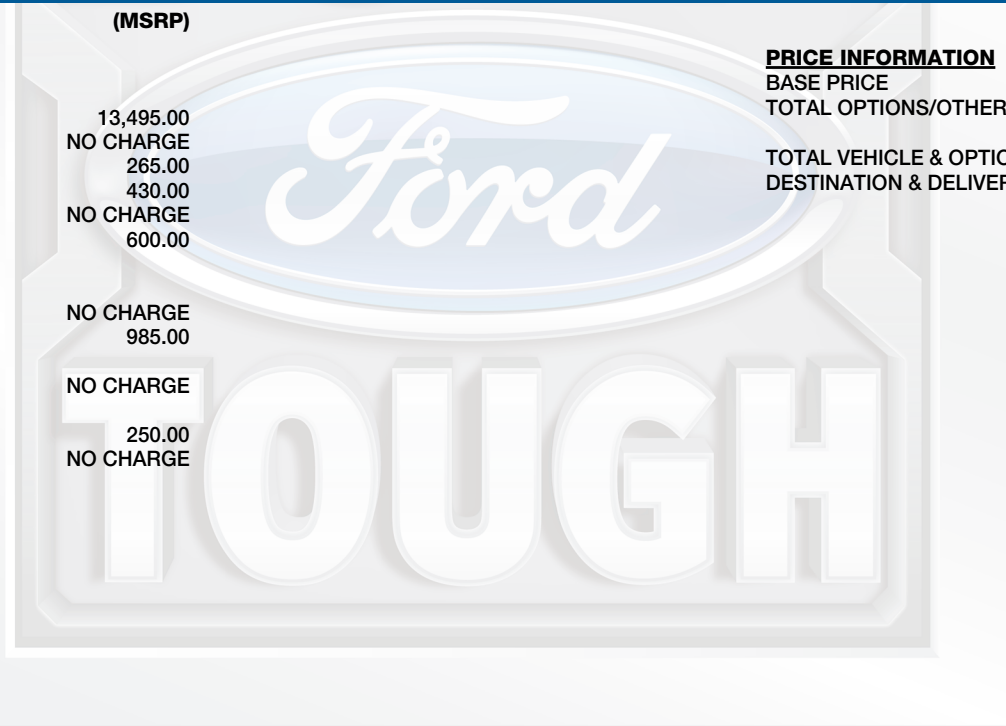 (MSRP)
13,495.00
NO CHARGE
265.00
430.00
NO CHARGE
600.00
NO CHARGE
985.00
NO CHARGE
250.00
NO CHARGE
PRICE INFORMATION
BASE PRICE
TOTAL OPTIONS/OTHER
TOTAL VEHICLE & OPTIO
DESTINATION & DELIVER
Ford
TOUGH